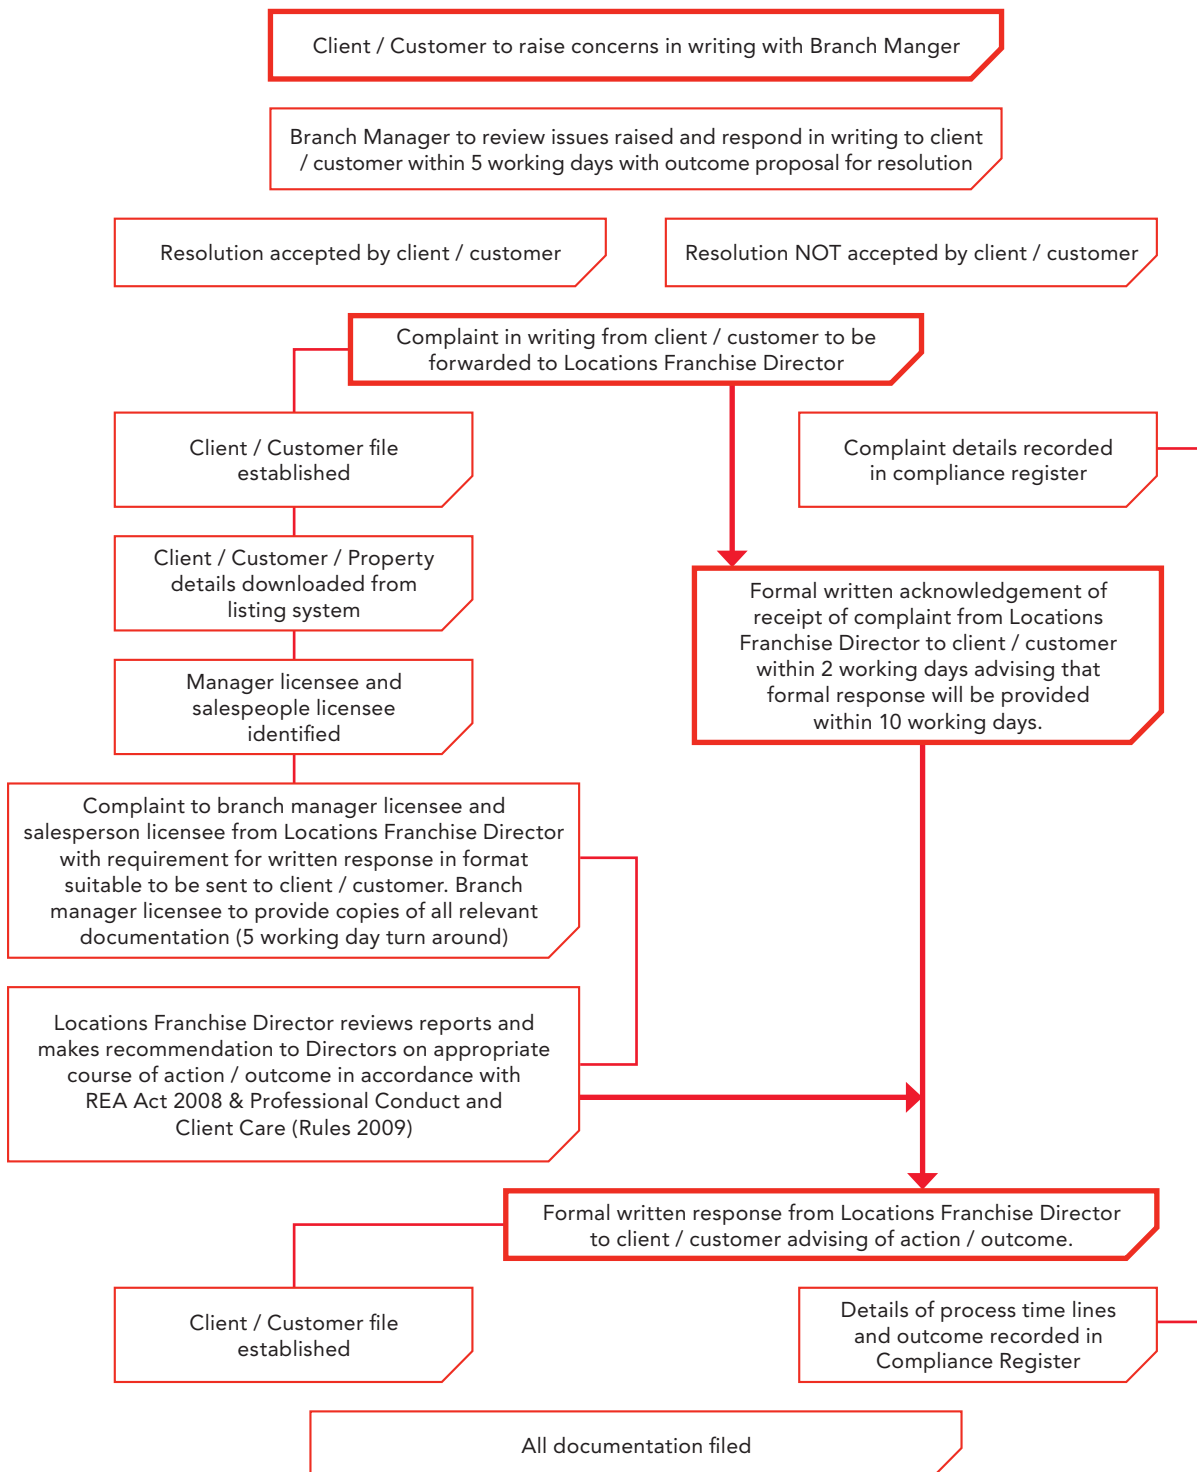 Client / Customer to raise concerns in writing with Branch Manger
Branch Manager to review issues raised and respond in writing to client
/ customer within 5 working days with outcome proposal for resolution
Resolution accepted by client / customer
Resolution NOT accepted by client / customer
Complaint in writing from client / customer to be
forwarded to Locations Franchise Director
Client / Customer file
established
Complaint details recorded
in compliance register
Client / Customer / Property
details downloaded from
listing system
Formal written acknowledgement of
receipt of complaint from Locations
Franchise Director to client / customer
within 2 working days advising that
formal response will be provided
within 10 working days.
Manager licensee and
salespeople licensee
identified
Complaint to branch manager licensee and
salesperson licensee from Locations Franchise Director
with requirement for written response in format
suitable to be sent to client / customer. Branch
manager licensee to provide copies of all relevant
documentation (5 working day turn around)
Locations Franchise Director reviews reports and
makes recommendation to Directors on appropriate
course of action / outcome in accordance with
REA Act 2008 & Professional Conduct and
Client Care (Rules 2009)
Formal written response from Locations Franchise Director
to client / customer advising of action / outcome.
Client / Customer file
established
Details of process time lines
and outcome recorded in
Compliance Register
All documentation filed